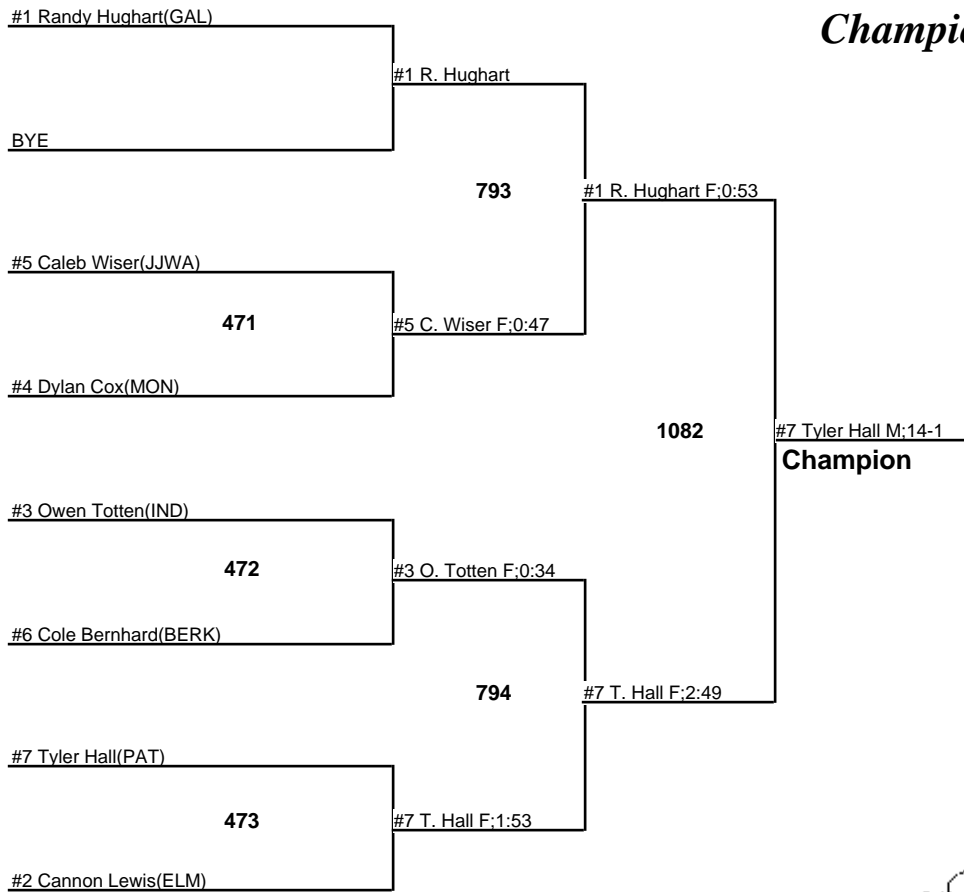 #1 Randy Hughart(GAL)
Champio
#1 R. Hughart
BYE
793
#1 R. Hughart F;0:53
#5 Caleb Wiser(JJWA)
471
#5 C. Wiser F;0:47
#4 Dylan Cox(MON)
1082
#7 Tyler Hall M;14-1
Champion
#3 Owen Totten(IND)
472
#3 O. Totten F;0:34
#6 Cole Bernhard(BERK)
794
#7 T. Hall F;2:49
#7 Tyler Hall(PAT)
473
#7 T. Hall F;1:53
#2 Cannon Lewis(ELM)